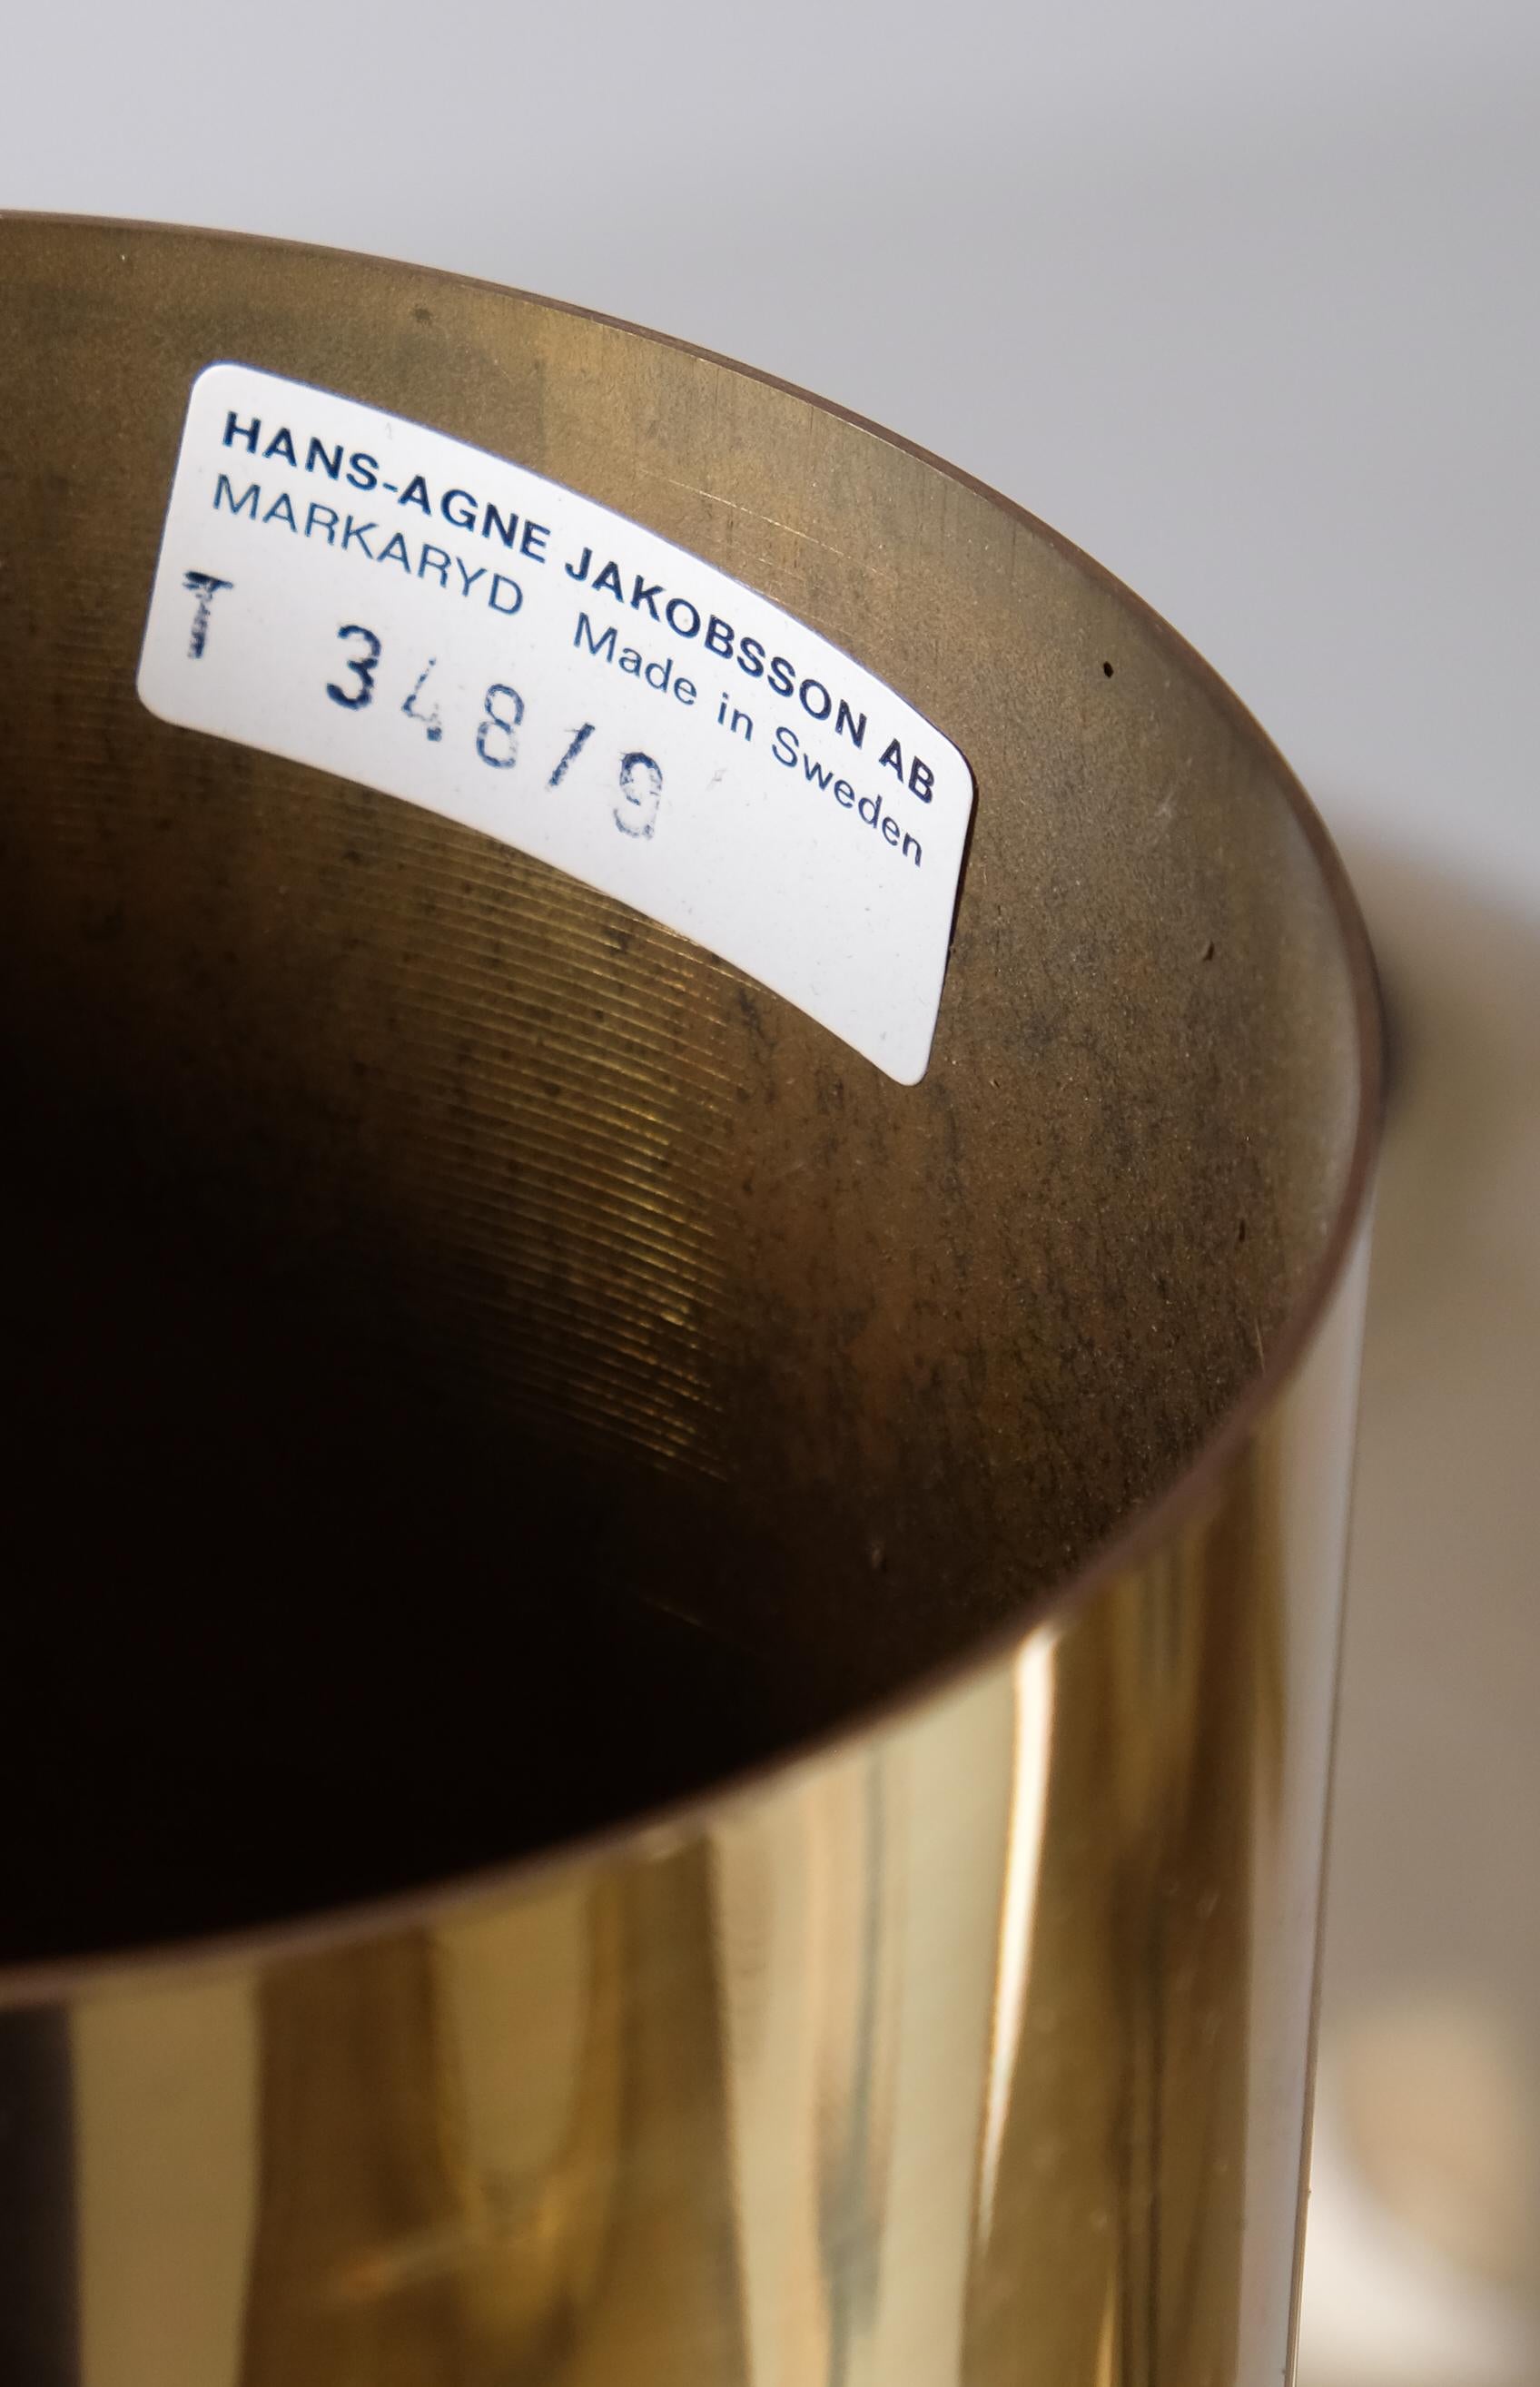 HANS-AGNE JAKOBSSON AB
MARKARYD Made in Sweden
T 348/9